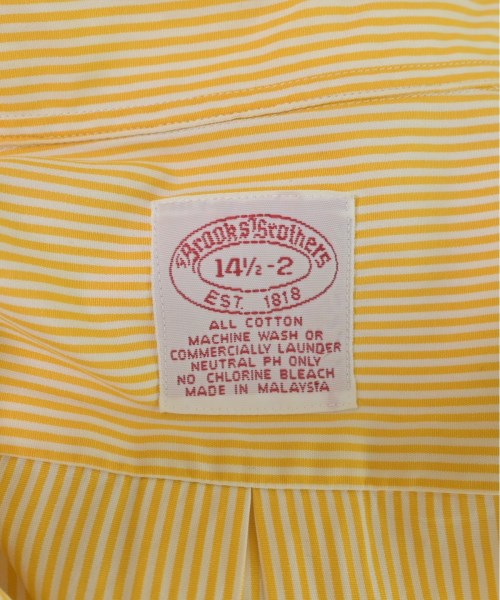 Brooks Brothers
14½-2
EST. 1818
ALL COTTON
MACHINE WASH OR
COMMERCIALLY LAUNDER
NEUTRAL PH ONLY
NO CHLORINE BLEACH
MADE IN MALAYSIA